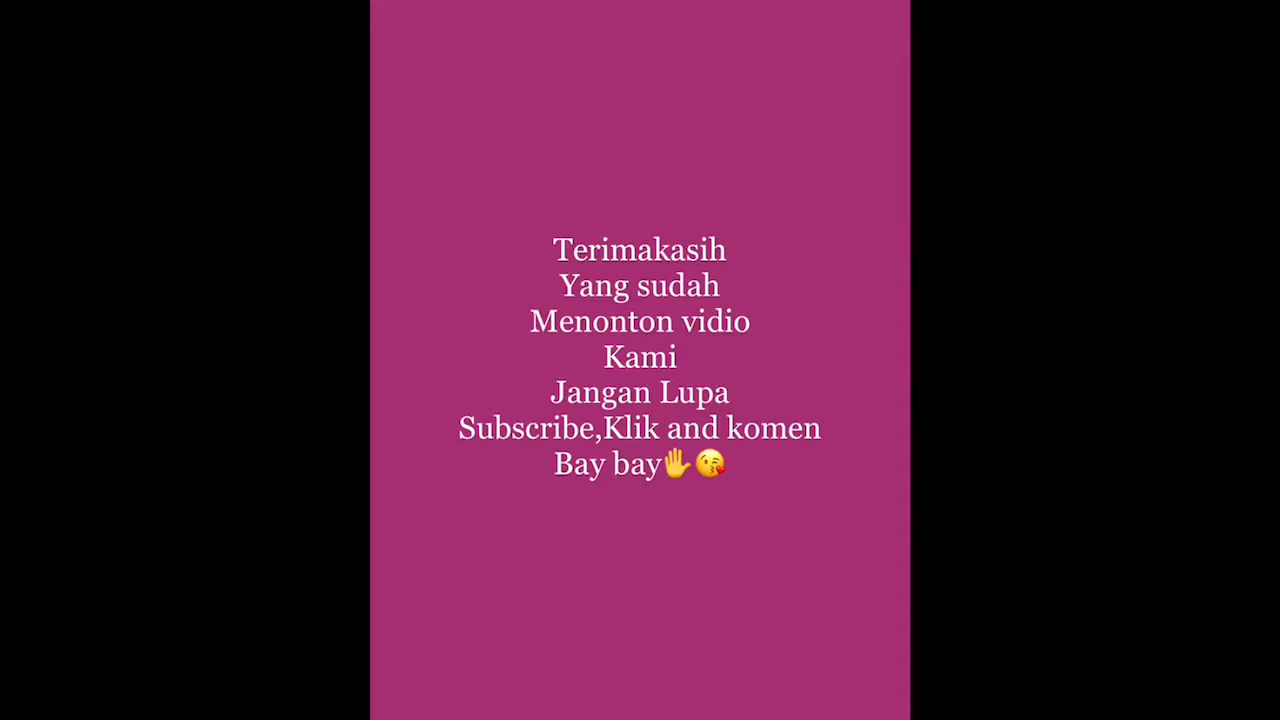 Terimakasih
Yang sudah
Menonton vidio
Kami
Jangan Lupa
Subscribe,Klik and komen
Bay bay✋😘